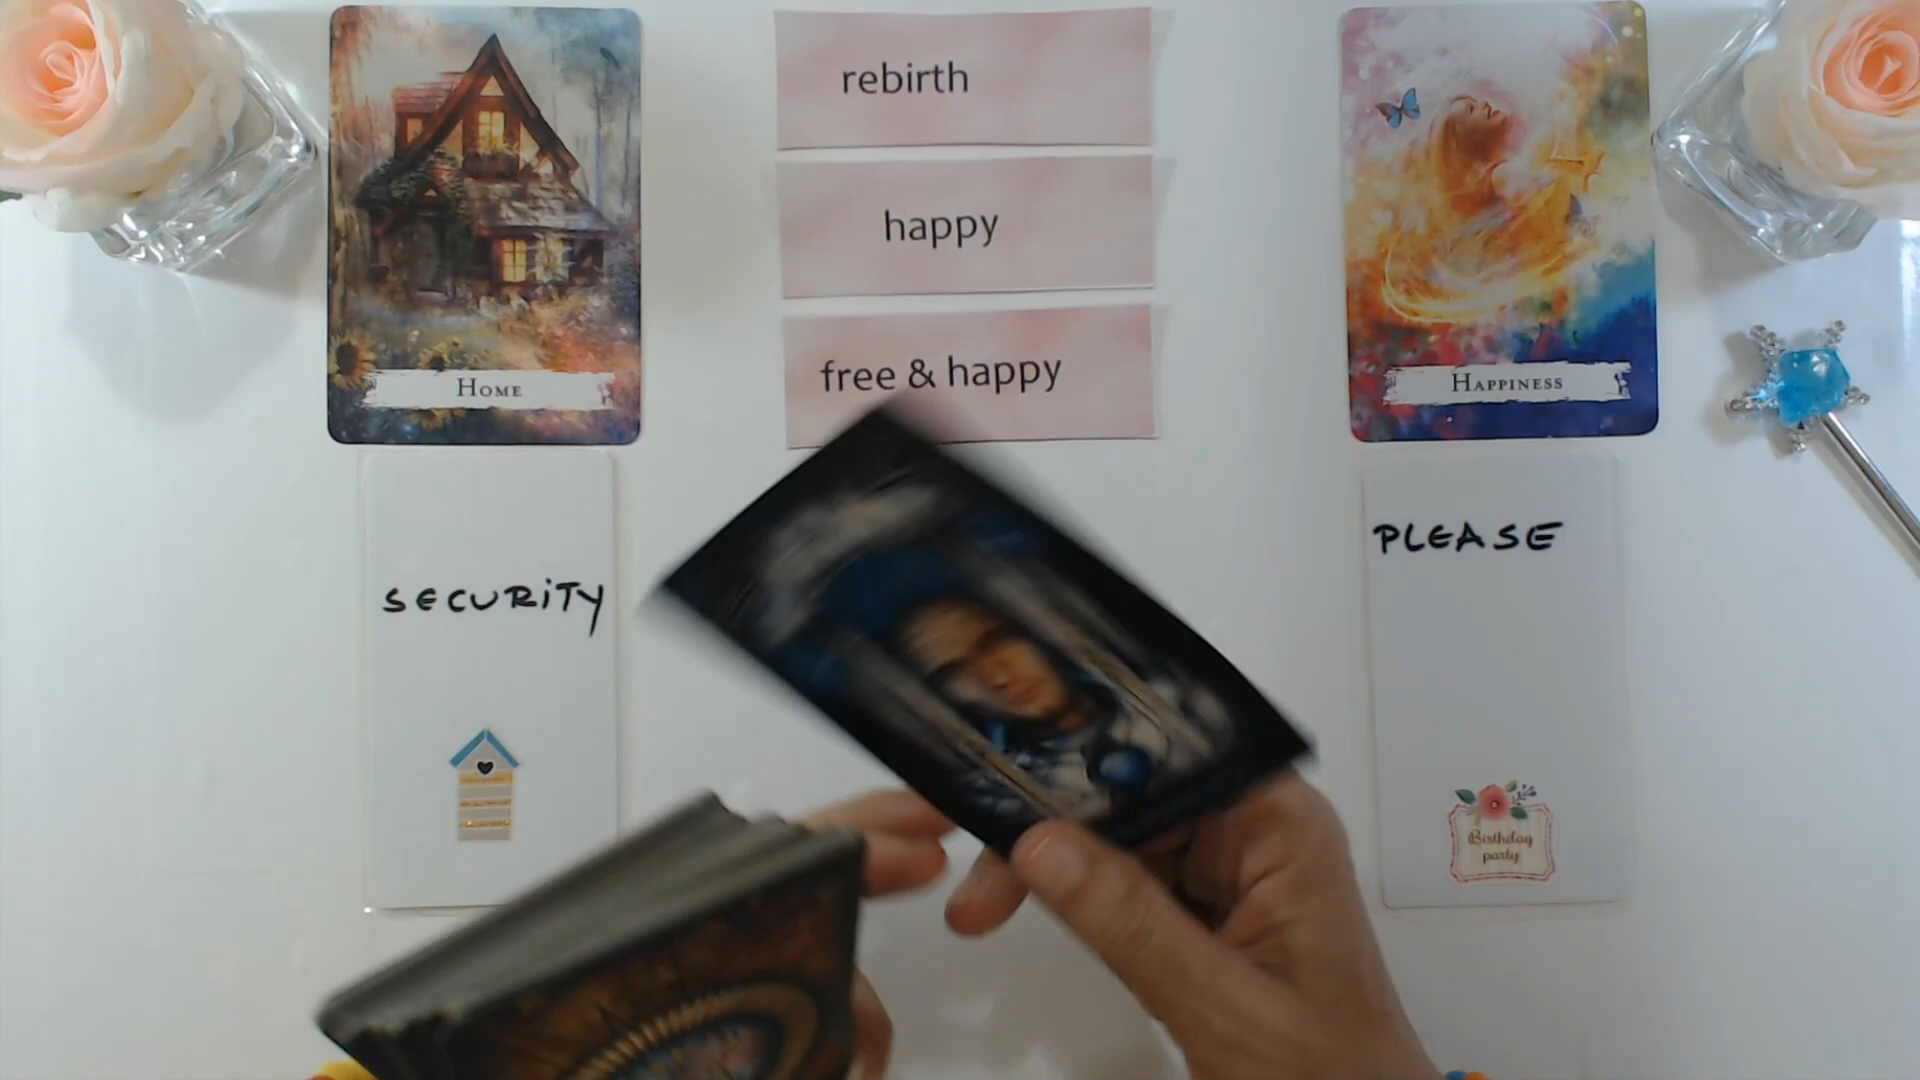 Home
rebirth
happy
free & happy
Happiness
SECURITY
PLEASE
Birthday
party